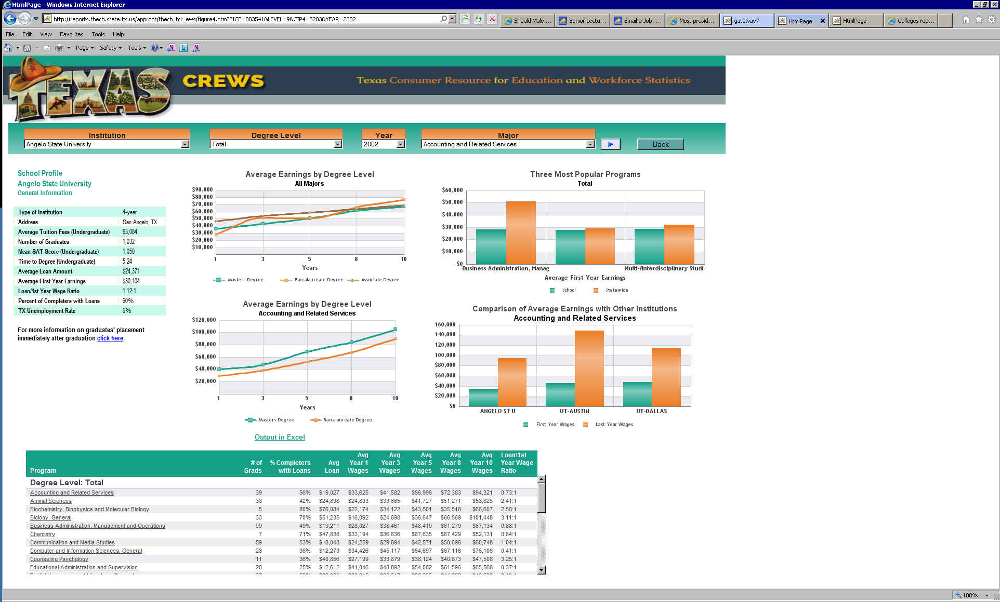 HtmlPage - Windows Internet Explorer
http://reports.thecb.state.tx.us/approot/thecb_tcr_ews/figure4.htm?FICE=003541&LEVEL=9&CIP4=5203&YEAR=2002
Should Male ...
Senior Lectu...
Email a Job -...
Most presid...
gateway7
HtmlPage
HtmlPage
Colleges rep...
File Edit View Favorites Tools Help
Page Safety Tools
TEXAS
CREWS
Texas Consumer Resource for Education and Workforce Statistics
Institution
Degree Level
Year
Major
Angelo State University
Total
2002
Accounting and Related Services
Back
School Profile
Angelo State University
General Information
Type of Institution 4-year
Address San Angelo, TX
Average Tuition Fees (Undergraduate) $3,084
Number of Graduates 1,032
Mean SAT Score (Undergraduate) 1,050
Time to Degree (Undergraduate) 5.24
Average Loan Amount $24,371
Average First Year Earnings $30,104
Loan/1st Year Wage Ratio 1.12:1
Percent of Completers with Loans 60%
TX Unemployment Rate 6%
For more information on graduates' placement
immediately after graduation click here
Average Earnings by Degree Level
All Majors
$90,000
$80,000
$70,000
$60,000
$50,000
$40,000
$30,000
$20,000
$10,000
1 3 5 8 10
Years
Masters Degree Baccalaureate Degree Associate Degree
Three Most Popular Programs
Total
$60,000
$50,000
$40,000
$30,000
$20,000
$10,000
$0
Business Administration, Manag Multi-/Interdisciplinary Studi
Average First Year Earnings
School Statewide
Average Earnings by Degree Level
Accounting and Related Services
$120,000
$100,000
$80,000
$60,000
$40,000
$20,000
1 3 5 8 10
Years
Masters Degree Baccalaureate Degree
Comparison of Average Earnings with Other Institutions
Accounting and Related Services
160,000
$140,000
$120,000
$100,000
$80,000
$60,000
$40,000
$20,000
$0
ANGELO ST U UT-AUSTIN UT-DALLAS
First Year Wages Last Year Wages
Output in Excel
Program # of Grads % Completers with Loans Avg Loan Avg Year 1 Wages Avg Year 3 Wages Avg Year 5 Wages Avg Year 8 Wages Avg Year 10 Wages Loan/1st Year Wage Ratio
Degree Level: Total
Accounting and Related Services 39 56% $19,027 $33,625 $41,582 $56,996 $72,383 $94,321 0.73:1
Animal Sciences 38 42% $24,898 $24,803 $33,665 $41,727 $51,271 $58,825 2.41:1
Biochemistry, Biophysics and Molecular Biology 5 80% $76,084 $22,174 $34,122 $43,501 $35,518 $66,607 2.58:1
Biology, General 33 70% $51,235 $16,092 $24,698 $36,647 $66,569 $101,448 3.11:1
Business Administration, Management and Operations 99 49% $19,211 $28,027 $38,461 $48,419 $61,279 $67,134 0.88:1
Chemistry 7 71% $47,838 $33,194 $36,636 $67,635 $67,429 $52,131 0.84:1
Communication and Media Studies 59 53% $18,048 $24,259 $29,894 $42,571 $50,696 $60,748 1.04:1
Computer and Information Sciences, General 28 36% $12,270 $34,426 $45,117 $54,697 $67,116 $76,106 0.41:1
Counseling Psychology 11 36% $40,856 $27,199 $33,879 $38,124 $40,873 $47,508 3.25:1
Educational Administration and Supervision 20 25% $12,612 $41,046 $48,892 $54,082 $61,596 $65,568 0.37:1
100%